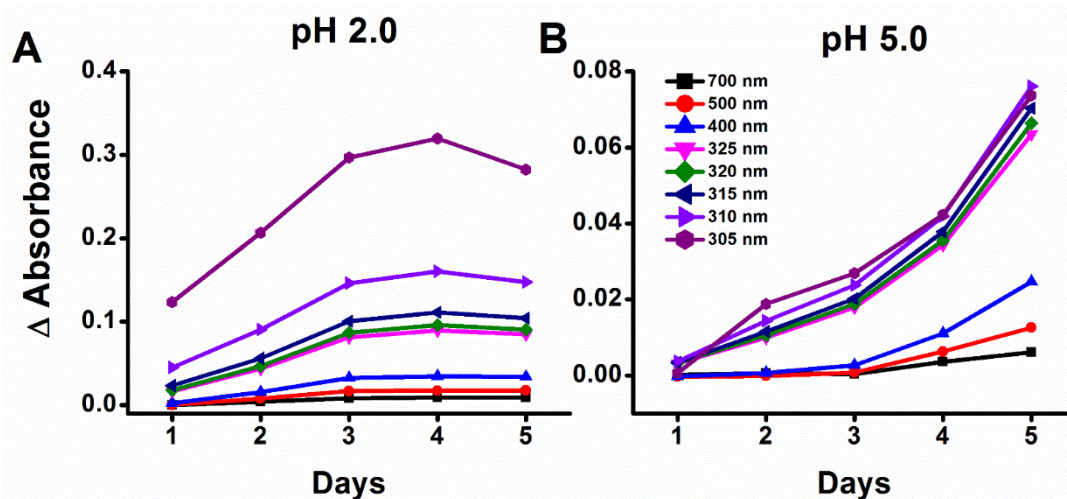 A
pH 2.0
0.4
0.3
0.2
0.1
0.0
Δ Absorbance
1 2 3 4 5
Days
B
pH 5.0
0.08
0.06
0.04
0.02
0.00
700 nm
500 nm
400 nm
325 nm
320 nm
315 nm
310 nm
305 nm
1 2 3 4 5
Days